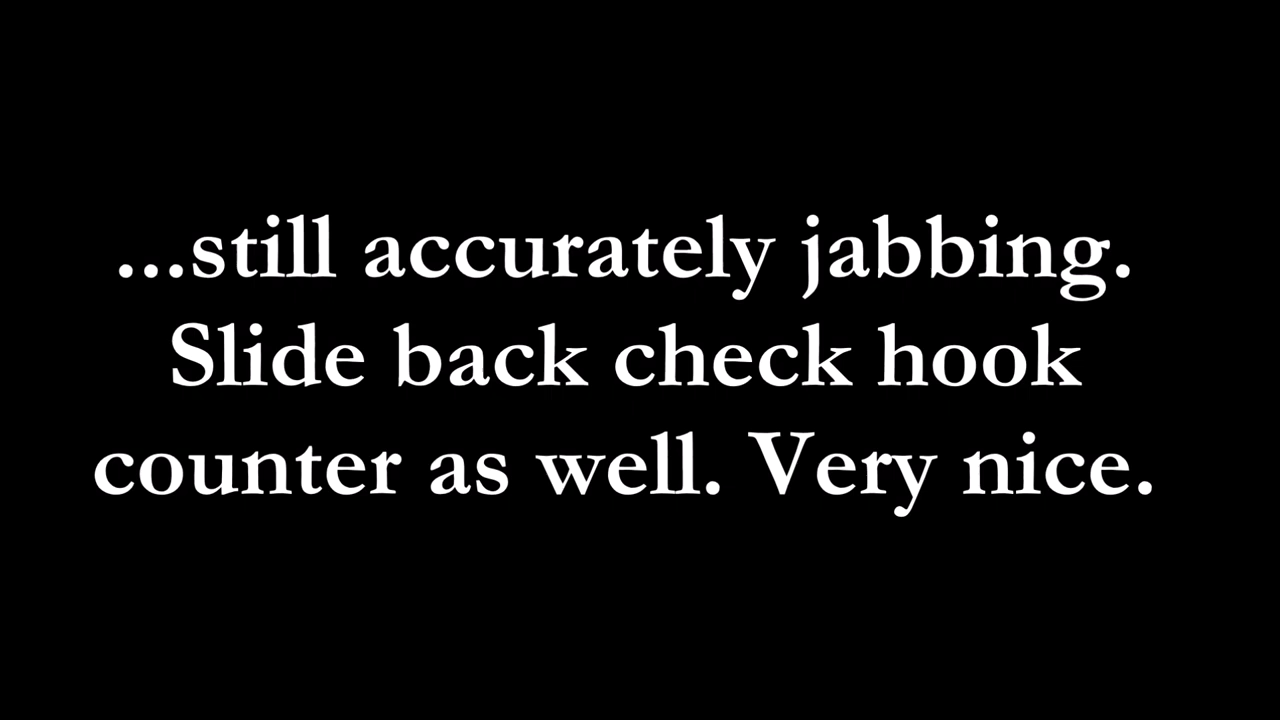 ...still accurately jabbing.
Slide back check hook
counter as well. Very nice.